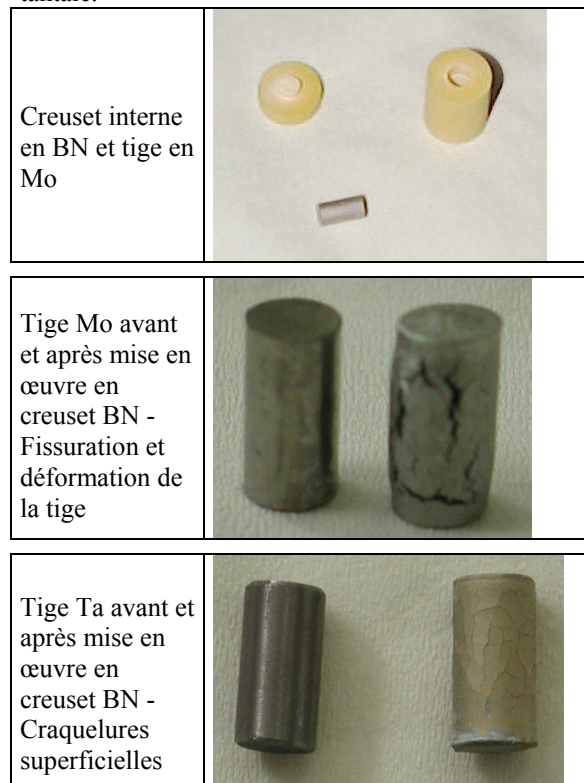 Creuset interne
en BN et tige en
Mo
Tige Mo avant
et après mise en
œuvre en
creuset BN -
Fissuration et
déformation de
la tige
Tige Ta avant et
après mise en
œuvre en
creuset BN -
Craquelures
superficielles